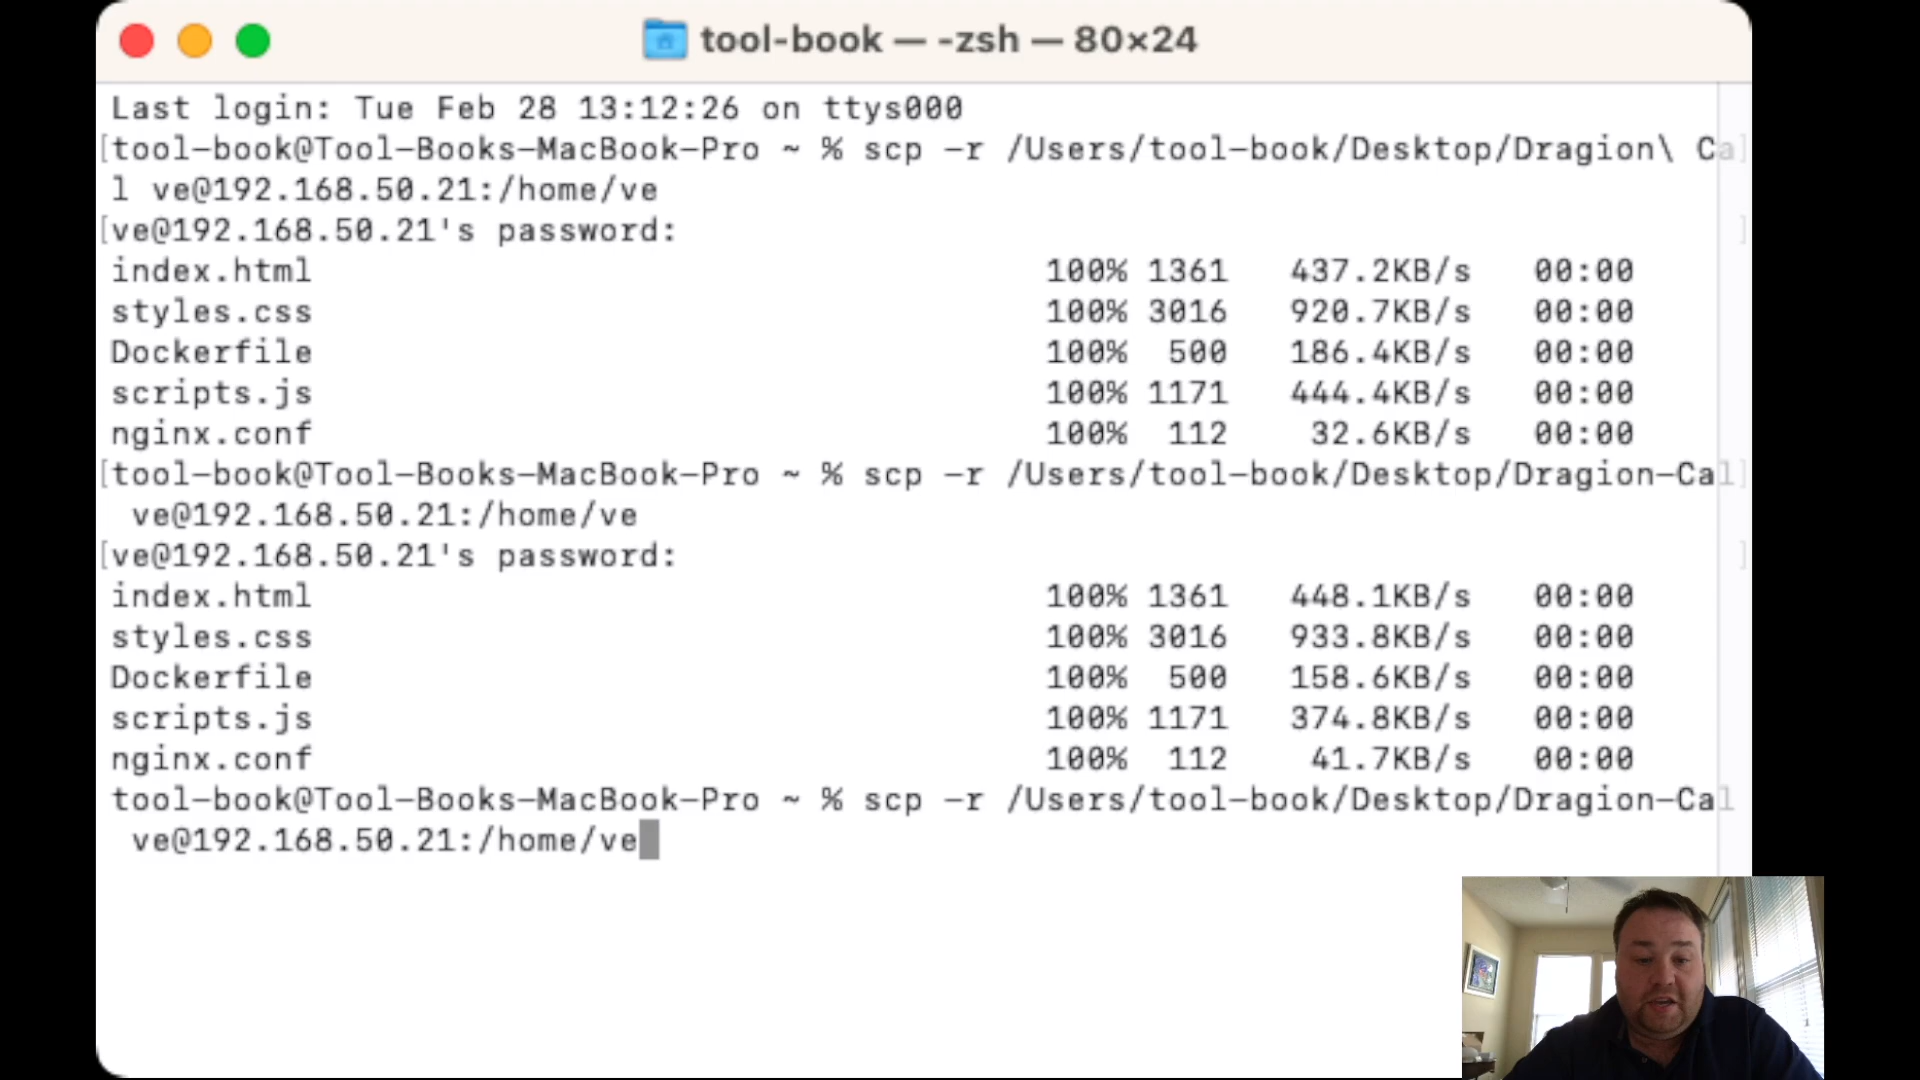 tool-book — -zsh — 80×24
Last login: Tue Feb 28 13:12:26 on ttys000
[tool-book@Tool-Books-MacBook-Pro ~ % scp -r /Users/tool-book/Desktop/Dragion\ Ca]
l ve@192.168.50.21:/home/ve
[ve@192.168.50.21's password: ]
index.html 100% 1361 437.2KB/s 00:00
styles.css 100% 3016 920.7KB/s 00:00
Dockerfile 100% 500 186.4KB/s 00:00
scripts.js 100% 1171 444.4KB/s 00:00
nginx.conf 100% 112 32.6KB/s 00:00
[tool-book@Tool-Books-MacBook-Pro ~ % scp -r /Users/tool-book/Desktop/Dragion-Cal]
ve@192.168.50.21:/home/ve
[ve@192.168.50.21's password: ]
index.html 100% 1361 448.1KB/s 00:00
styles.css 100% 3016 933.8KB/s 00:00
Dockerfile 100% 500 158.6KB/s 00:00
scripts.js 100% 1171 374.8KB/s 00:00
nginx.conf 100% 112 41.7KB/s 00:00
tool-book@Tool-Books-MacBook-Pro ~ % scp -r /Users/tool-book/Desktop/Dragion-Cal
ve@192.168.50.21:/home/ve